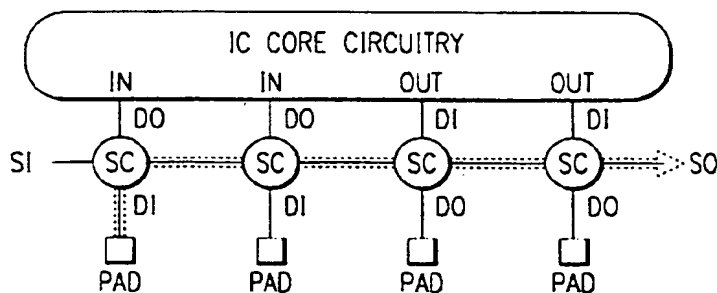 IC CORE CIRCUITRY
IN IN OUT OUT
DO DO DI DI
SI SC SC SC SC SO
DI DI DO DO
PAD PAD PAD PAD